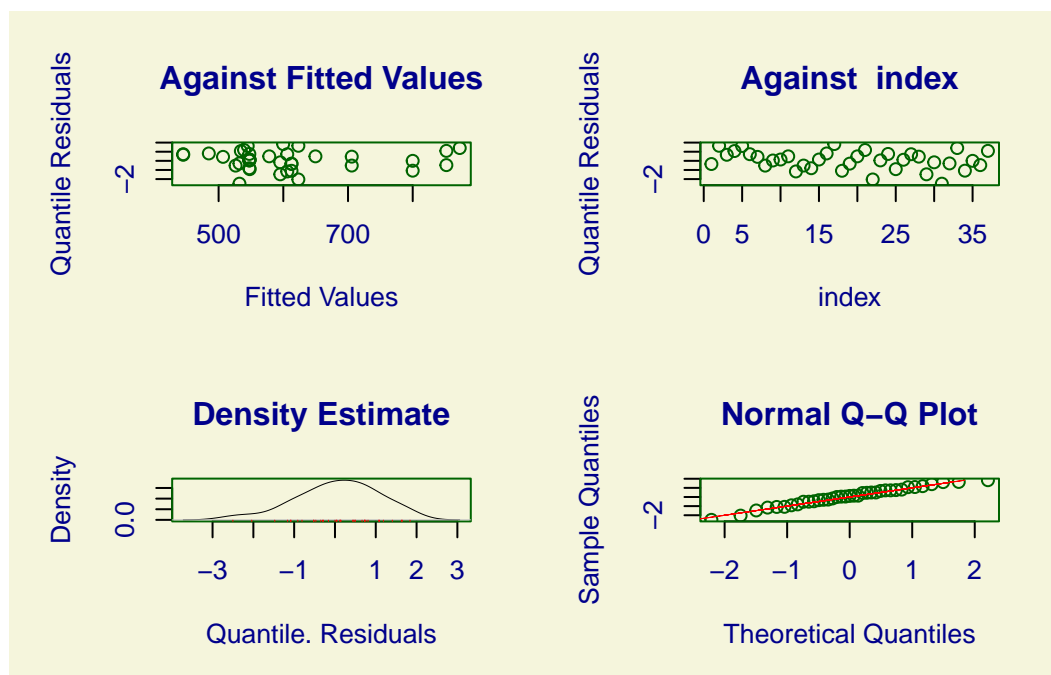 Against Fitted Values
Quantile Residuals
−2
500 700
Fitted Values
Against  index
Quantile Residuals
−2
0 5 15 25 35
index
Density Estimate
Density
0.0
−3 −1 1 2 3
Quantile. Residuals
Normal Q−Q Plot
Sample Quantiles
−2
−2 −1 0 1 2
Theoretical Quantiles